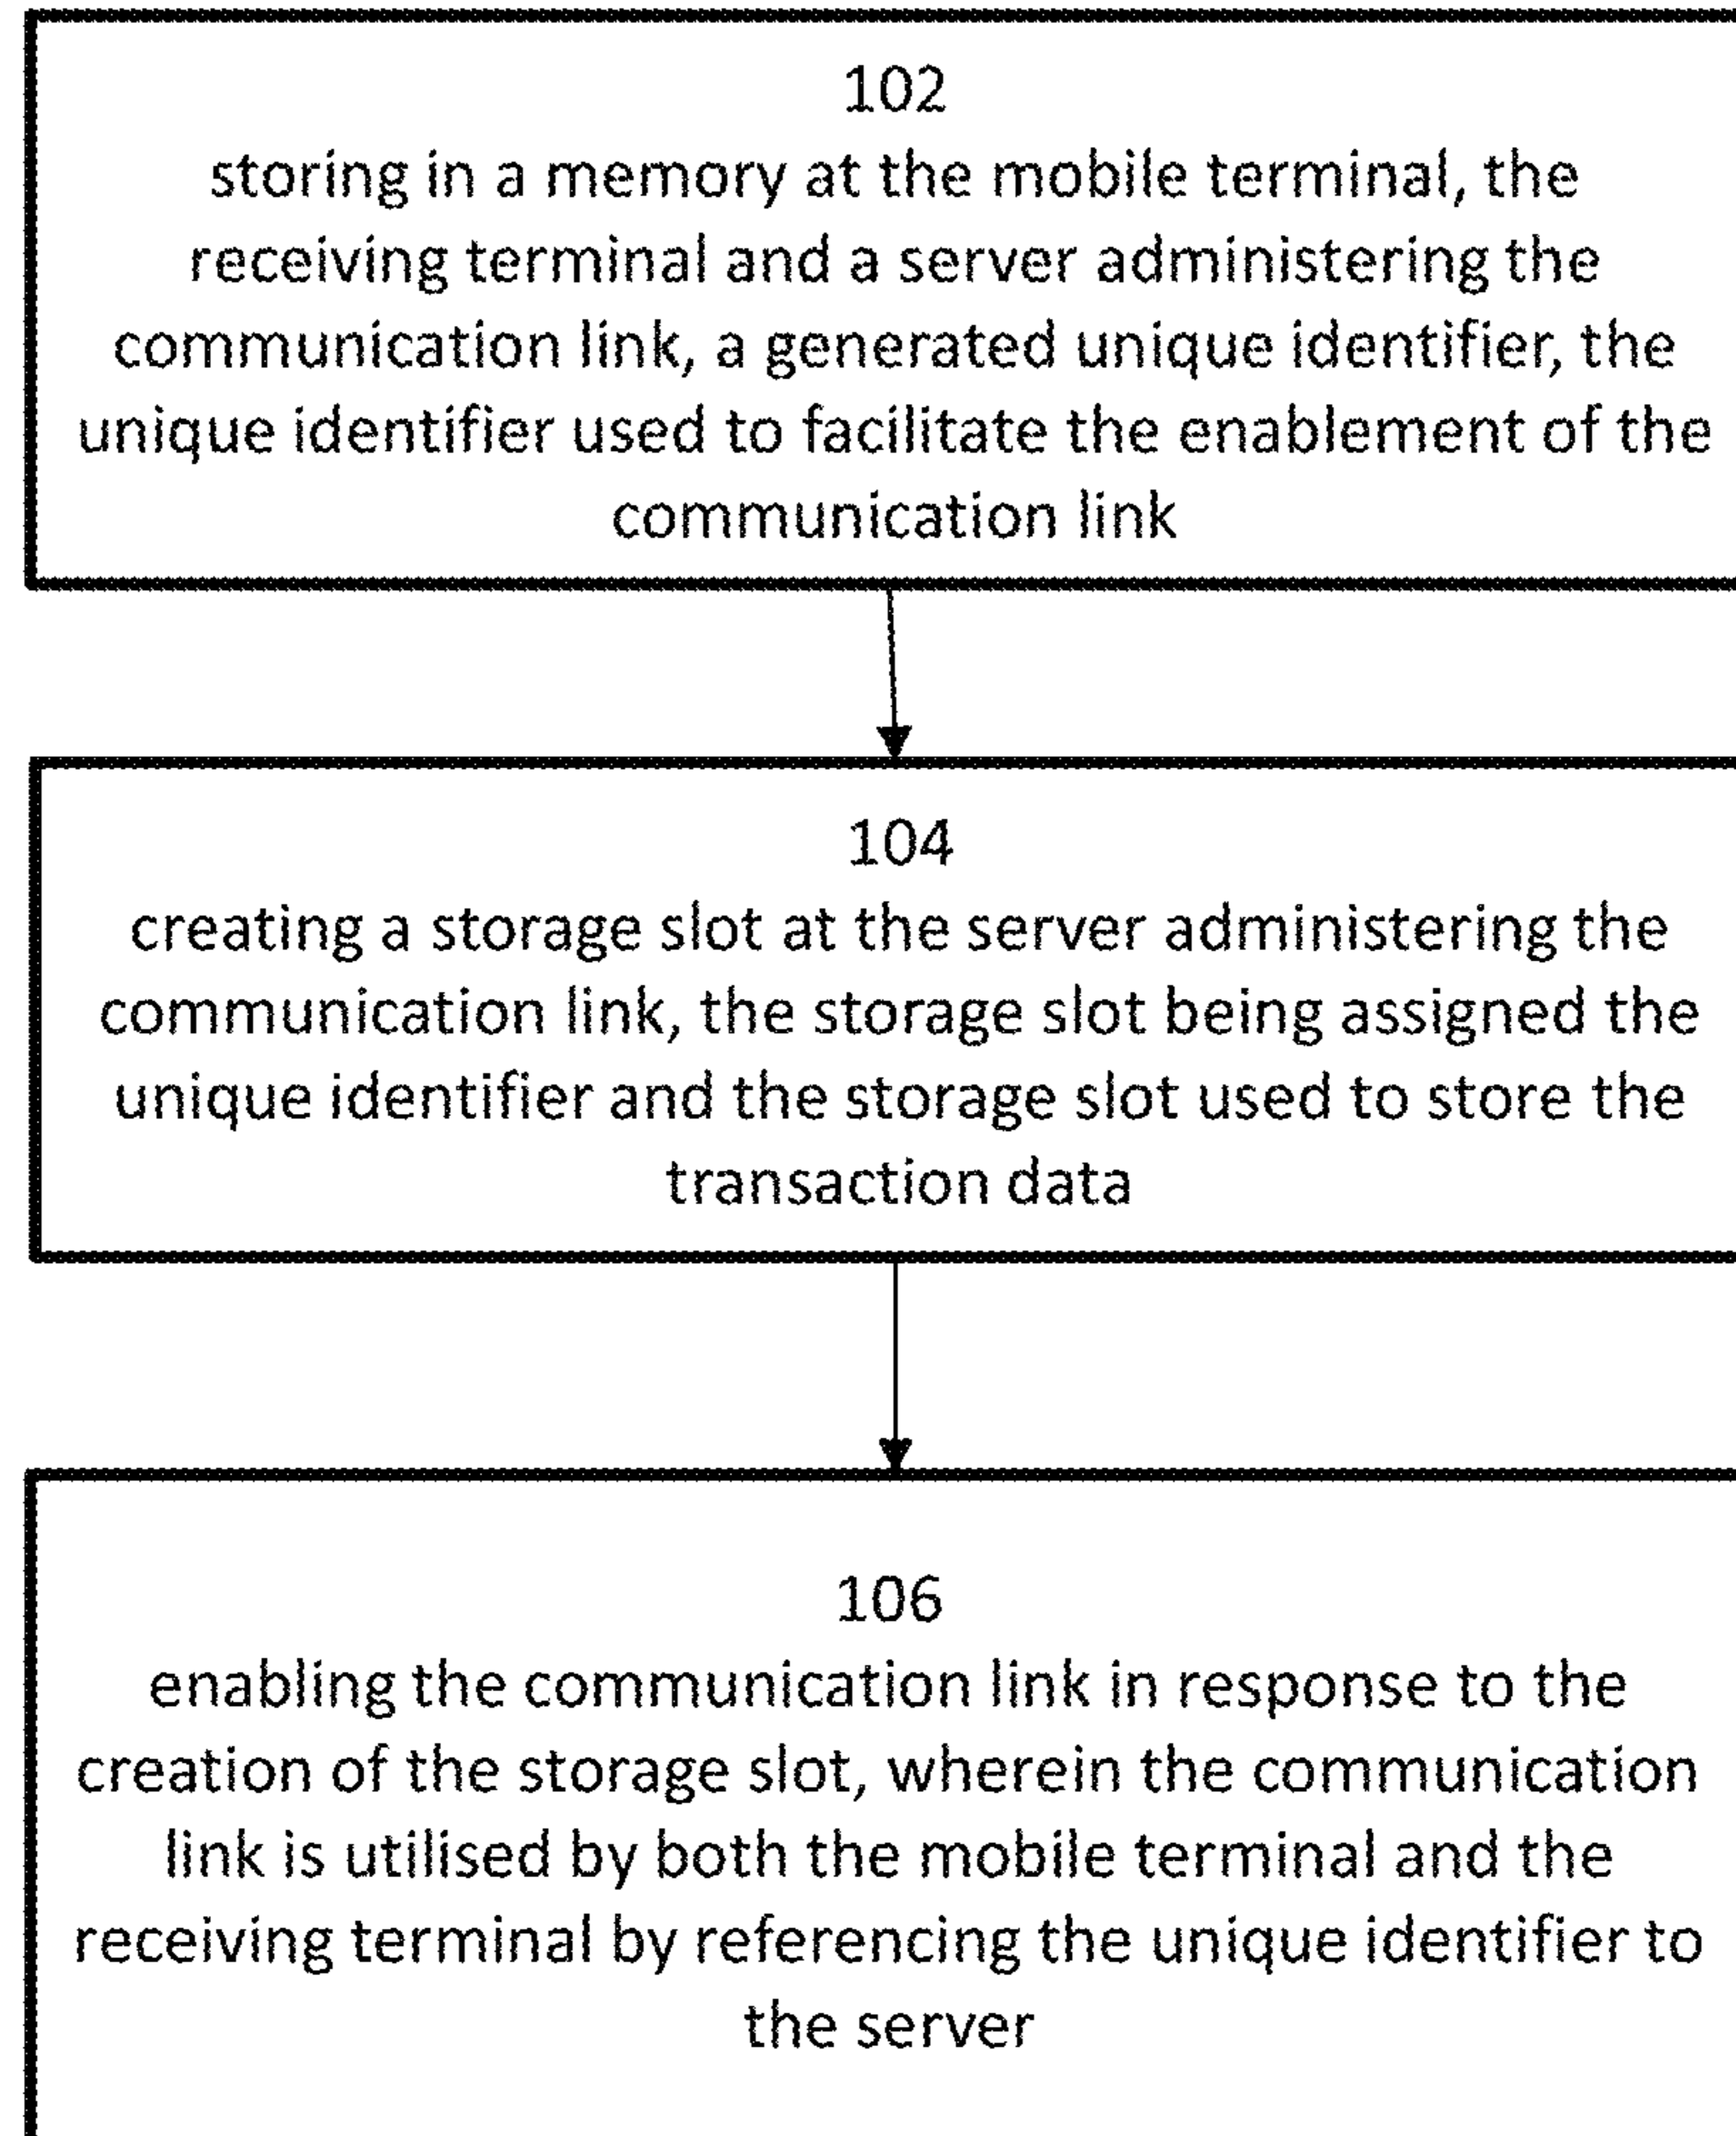 102
storing in a memory at the mobile terminal, the
receiving terminal and a server administering the
communication link, a generated unique identifier, the
unique identifier used to facilitate the enablement of the
communication link
104
creating a storage slot at the server administering the
communication link, the storage slot being assigned the
unique identifier and the storage slot used to store the
transaction data
106
enabling the communication link in response to the
creation of the storage slot, wherein the communication
link is utilised by both the mobile terminal and the
receiving terminal by referencing the unique identifier to
the server